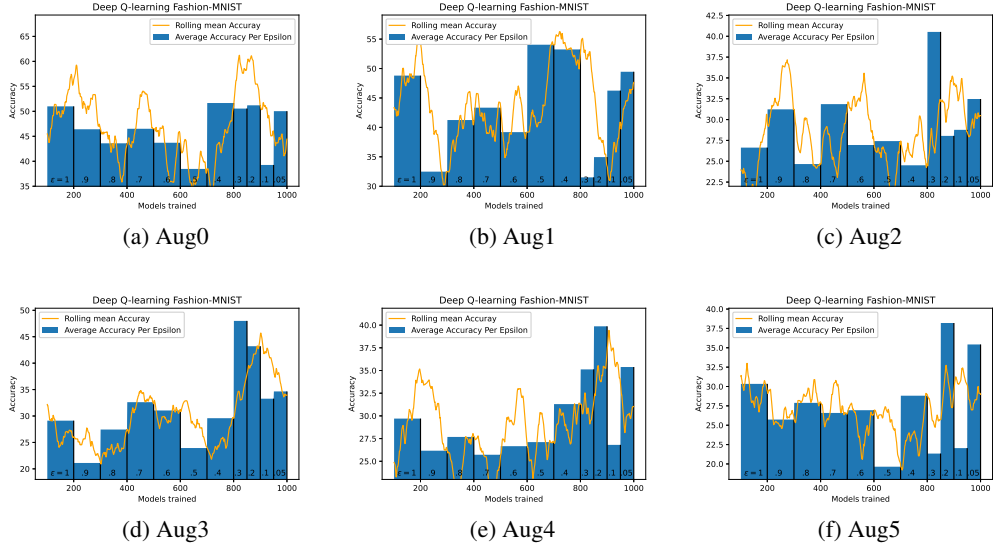 Deep Q-learning Fashion-MNIST
Rolling mean Accuray
Average Accuracy Per Epsilon
Accuracy
65
60
55
50
45
40
35
ε = 1 .9 .8 .7 .6 .5 .4 .3 .2 .1 .05
200 400 600 800 1000
Models trained
(a) Aug0
Deep Q-learning Fashion-MNIST
Rolling mean Accuray
Average Accuracy Per Epsilon
Accuracy
55
50
45
40
35
30
ε = 1 .9 .8 .7 .6 .5 .4 .3 .2 .1 .05
200 400 600 800 1000
Models trained
(b) Aug1
Deep Q-learning Fashion-MNIST
Rolling mean Accuray
Average Accuracy Per Epsilon
Accuracy
42.5
40.0
37.5
35.0
32.5
30.0
27.5
25.0
22.5
ε = 1 .9 .8 .7 .6 .5 .4 .3 .2 .1 .05
200 400 600 800 1000
Models trained
(c) Aug2
Deep Q-learning Fashion-MNIST
Rolling mean Accuray
Average Accuracy Per Epsilon
Accuracy
50
45
40
35
30
25
20
ε = 1 .9 .8 .7 .6 .5 .4 .3 .2 .1 .05
200 400 600 800 1000
Models trained
(d) Aug3
Deep Q-learning Fashion-MNIST
Rolling mean Accuray
Average Accuracy Per Epsilon
Accuracy
40.0
37.5
35.0
32.5
30.0
27.5
25.0
ε = 1 .9 .8 .7 .6 .5 .4 .3 .2 .1 .05
200 400 600 800 1000
Models trained
(e) Aug4
Deep Q-learning Fashion-MNIST
Rolling mean Accuray
Average Accuracy Per Epsilon
Accuracy
37.5
35.0
32.5
30.0
27.5
25.0
22.5
20.0
ε = 1 .9 .8 .7 .6 .5 .4 .3 .2 .1 .05
200 400 600 800 1000
Models trained
(f) Aug5